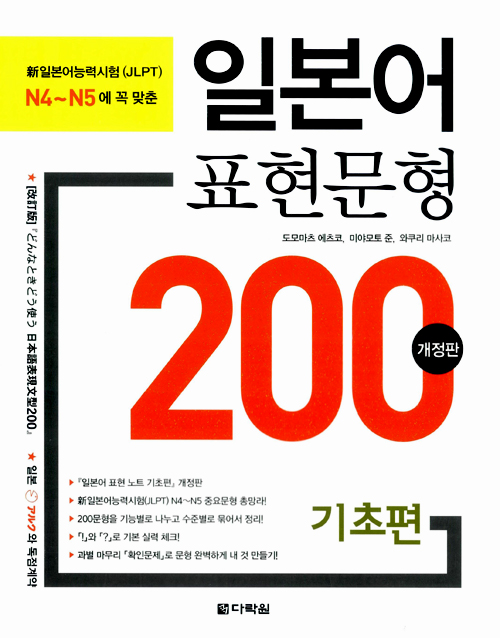 新일본어능력시험 (JLPT)
N4~N5에 꼭 맞춘
일본어
표현문형
도모마츠 에츠코, 미야모토 준, 와쿠리 마사코
200
개정판
★ [改訂版]『どんなときどう使う 日本語表現文型200』
★ 일본 アルク와 독점계약
▶ 『일본어 표현 노트 기초편』 개정판
▶ 新일본어능력시험(JLPT) N4~N5 중요문형 총망라!
▶ 200문형을 기능별로 나누고 수준별로 묶어서 정리!
▶ 「!」와 「?」로 기본 실력 체크!
▶ 과별 마무리 「확인문제」로 문형 완벽하게 내 것 만들기!
기초편
다락원